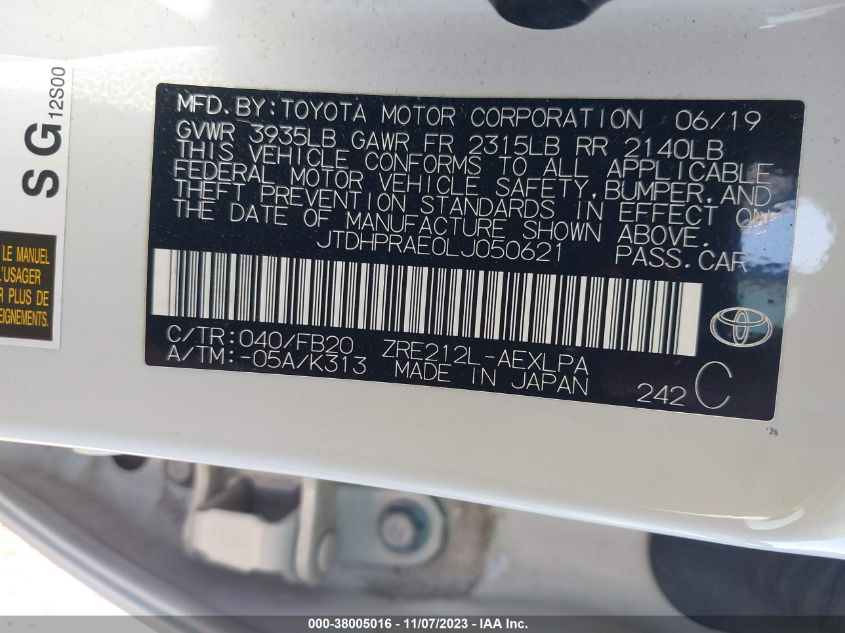 MFD. BY: TOYOTA MOTOR CORPORATION 06/19
GVWR 3935LB GAWR FR 2315LB RR 2140LB
THIS VEHICLE CONFORMS TO ALL APPLICABLE
FEDERAL MOTOR VEHICLE SAFETY, BUMPER, AND
THEFT PREVENTION STANDARDS IN EFFECT ON
THE DATE OF MANUFACTURE SHOWN ABOVE.
JTDHPRAE0LJ050621 PASS. CAR
C/TR: 040/FB20 ZRE212L-AEXLPA
A/TM: -05A/K313 MADE IN JAPAN
242 C
SG 12S00
LE MANUEL
L'USAGER
R PLUS DE
EIGNEMENTS.
000-38005016 - 11/07/2023 - IAA Inc.